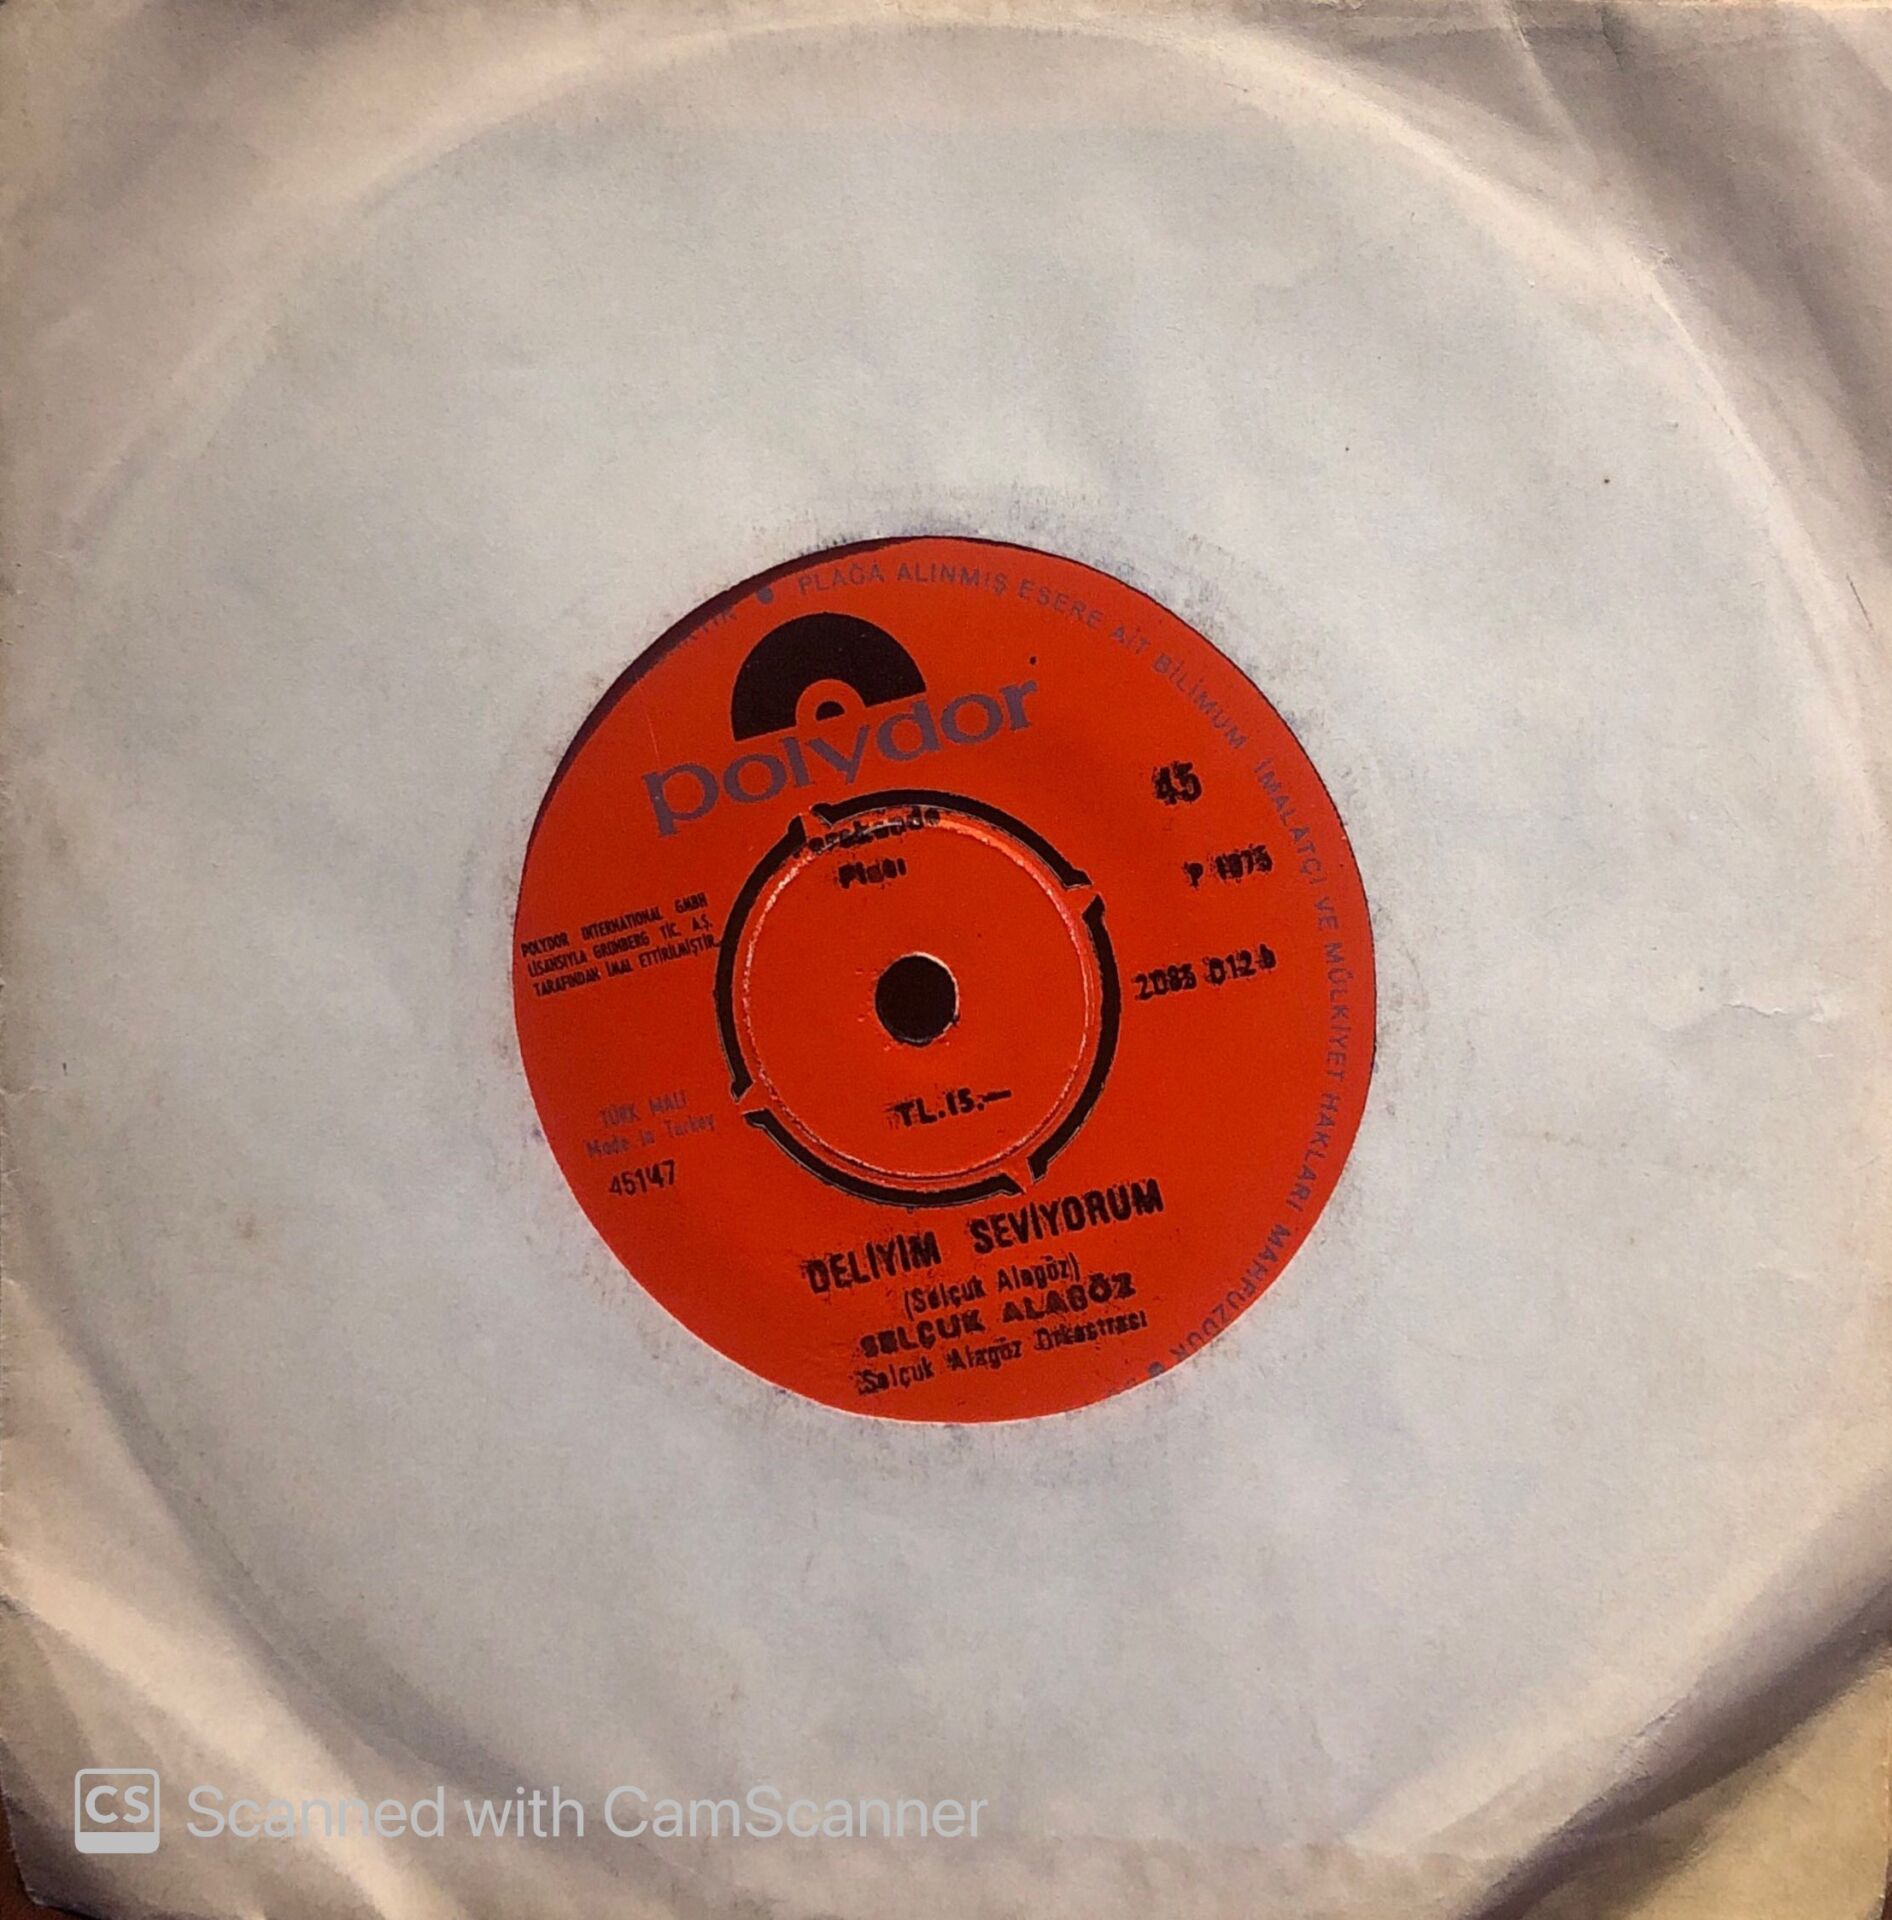 PLAĞA ALINMIŞ ESERE AİT BİLİMUM İMALATÇI VE MÜLKİYET HAKLARI MAHFUZDUR
polydor
45
Plağı
P 1975
POLYDOR INTERNATIONAL GMBH
LİSANSIYLA GRÜNBERG TİC. A.Ş.
TARAFINDAN İMAL ETTİRİLMİŞTİR
2085 012
TL.15.—
TÜRK MALI
Made in Turkey
45147
DELİYİM SEVİYORUM
(Selçuk Alagöz)
SELÇUK ALAGÖZ
Selçuk Alagöz Orkestrası
CS Scanned with CamScanner